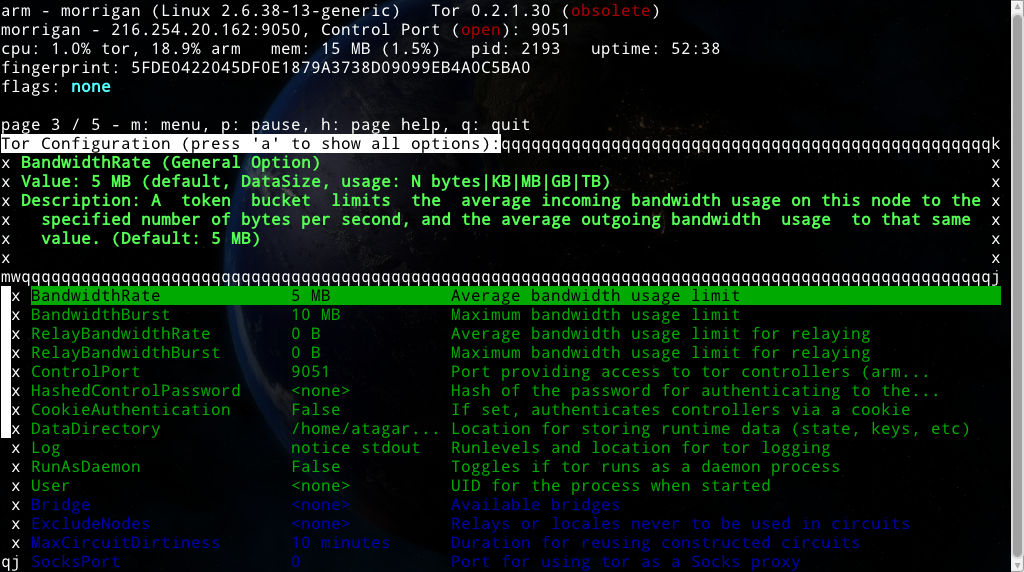 arm - morrigan (Linux 2.6.38-13-generic)   Tor 0.2.1.30 (obsolete)
morrigan - 216.254.20.162:9050, Control Port (open): 9051
cpu: 1.0% tor, 18.9% arm   mem: 15 MB (1.5%)   pid: 2193   uptime: 52:38
fingerprint: 5FDE0422045DF0E1879A3738D09099EB4A0C5BA0
flags: none
page 3 / 5 - m: menu, p: pause, h: page help, q: quit
Tor Configuration (press 'a' to show all options):qqqqqqqqqqqqqqqqqqqqqqqqqqqqqqqqqqqqqqqqqqqqqqqqqk
x BandwidthRate (General Option) x
x Value: 5 MB (default, DataSize, usage: N bytes|KB|MB|GB|TB) x
x Description: A  token  bucket  limits  the  average incoming bandwidth usage on this node to the x
x   specified number of bytes per second, and the average outgoing bandwidth  usage  to that same x
x   value. (Default: 5 MB) x
x x
mwqqqqqqqqqqqqqqqqqqqqqqqqqqqqqqqqqqqqqqqqqqqqqqqqqqqqqqqqqqqqqqqqqqqqqqqqqqqqqqqqqqqqqqqqqqqqqqqqqj
x BandwidthRate 5 MB Average bandwidth usage limit
x BandwidthBurst 10 MB Maximum bandwidth usage limit
x RelayBandwidthRate 0 B Average bandwidth usage limit for relaying
x RelayBandwidthBurst 0 B Maximum bandwidth usage limit for relaying
x ControlPort 9051 Port providing access to tor controllers (arm...
x HashedControlPassword <none> Hash of the password for authenticating to the...
x CookieAuthentication False If set, authenticates controllers via a cookie
x DataDirectory /home/atagar... Location for storing runtime data (state, keys, etc)
x Log notice stdout Runlevels and location for tor logging
x RunAsDaemon False Toggles if tor runs as a daemon process
x User <none> UID for the process when started
x Bridge <none> Available bridges
x ExcludeNodes <none> Relays or locales never to be used in circuits
x MaxCircuitDirtiness 10 minutes Duration for reusing constructed circuits
qj SocksPort 0 Port for using tor as a Socks proxy